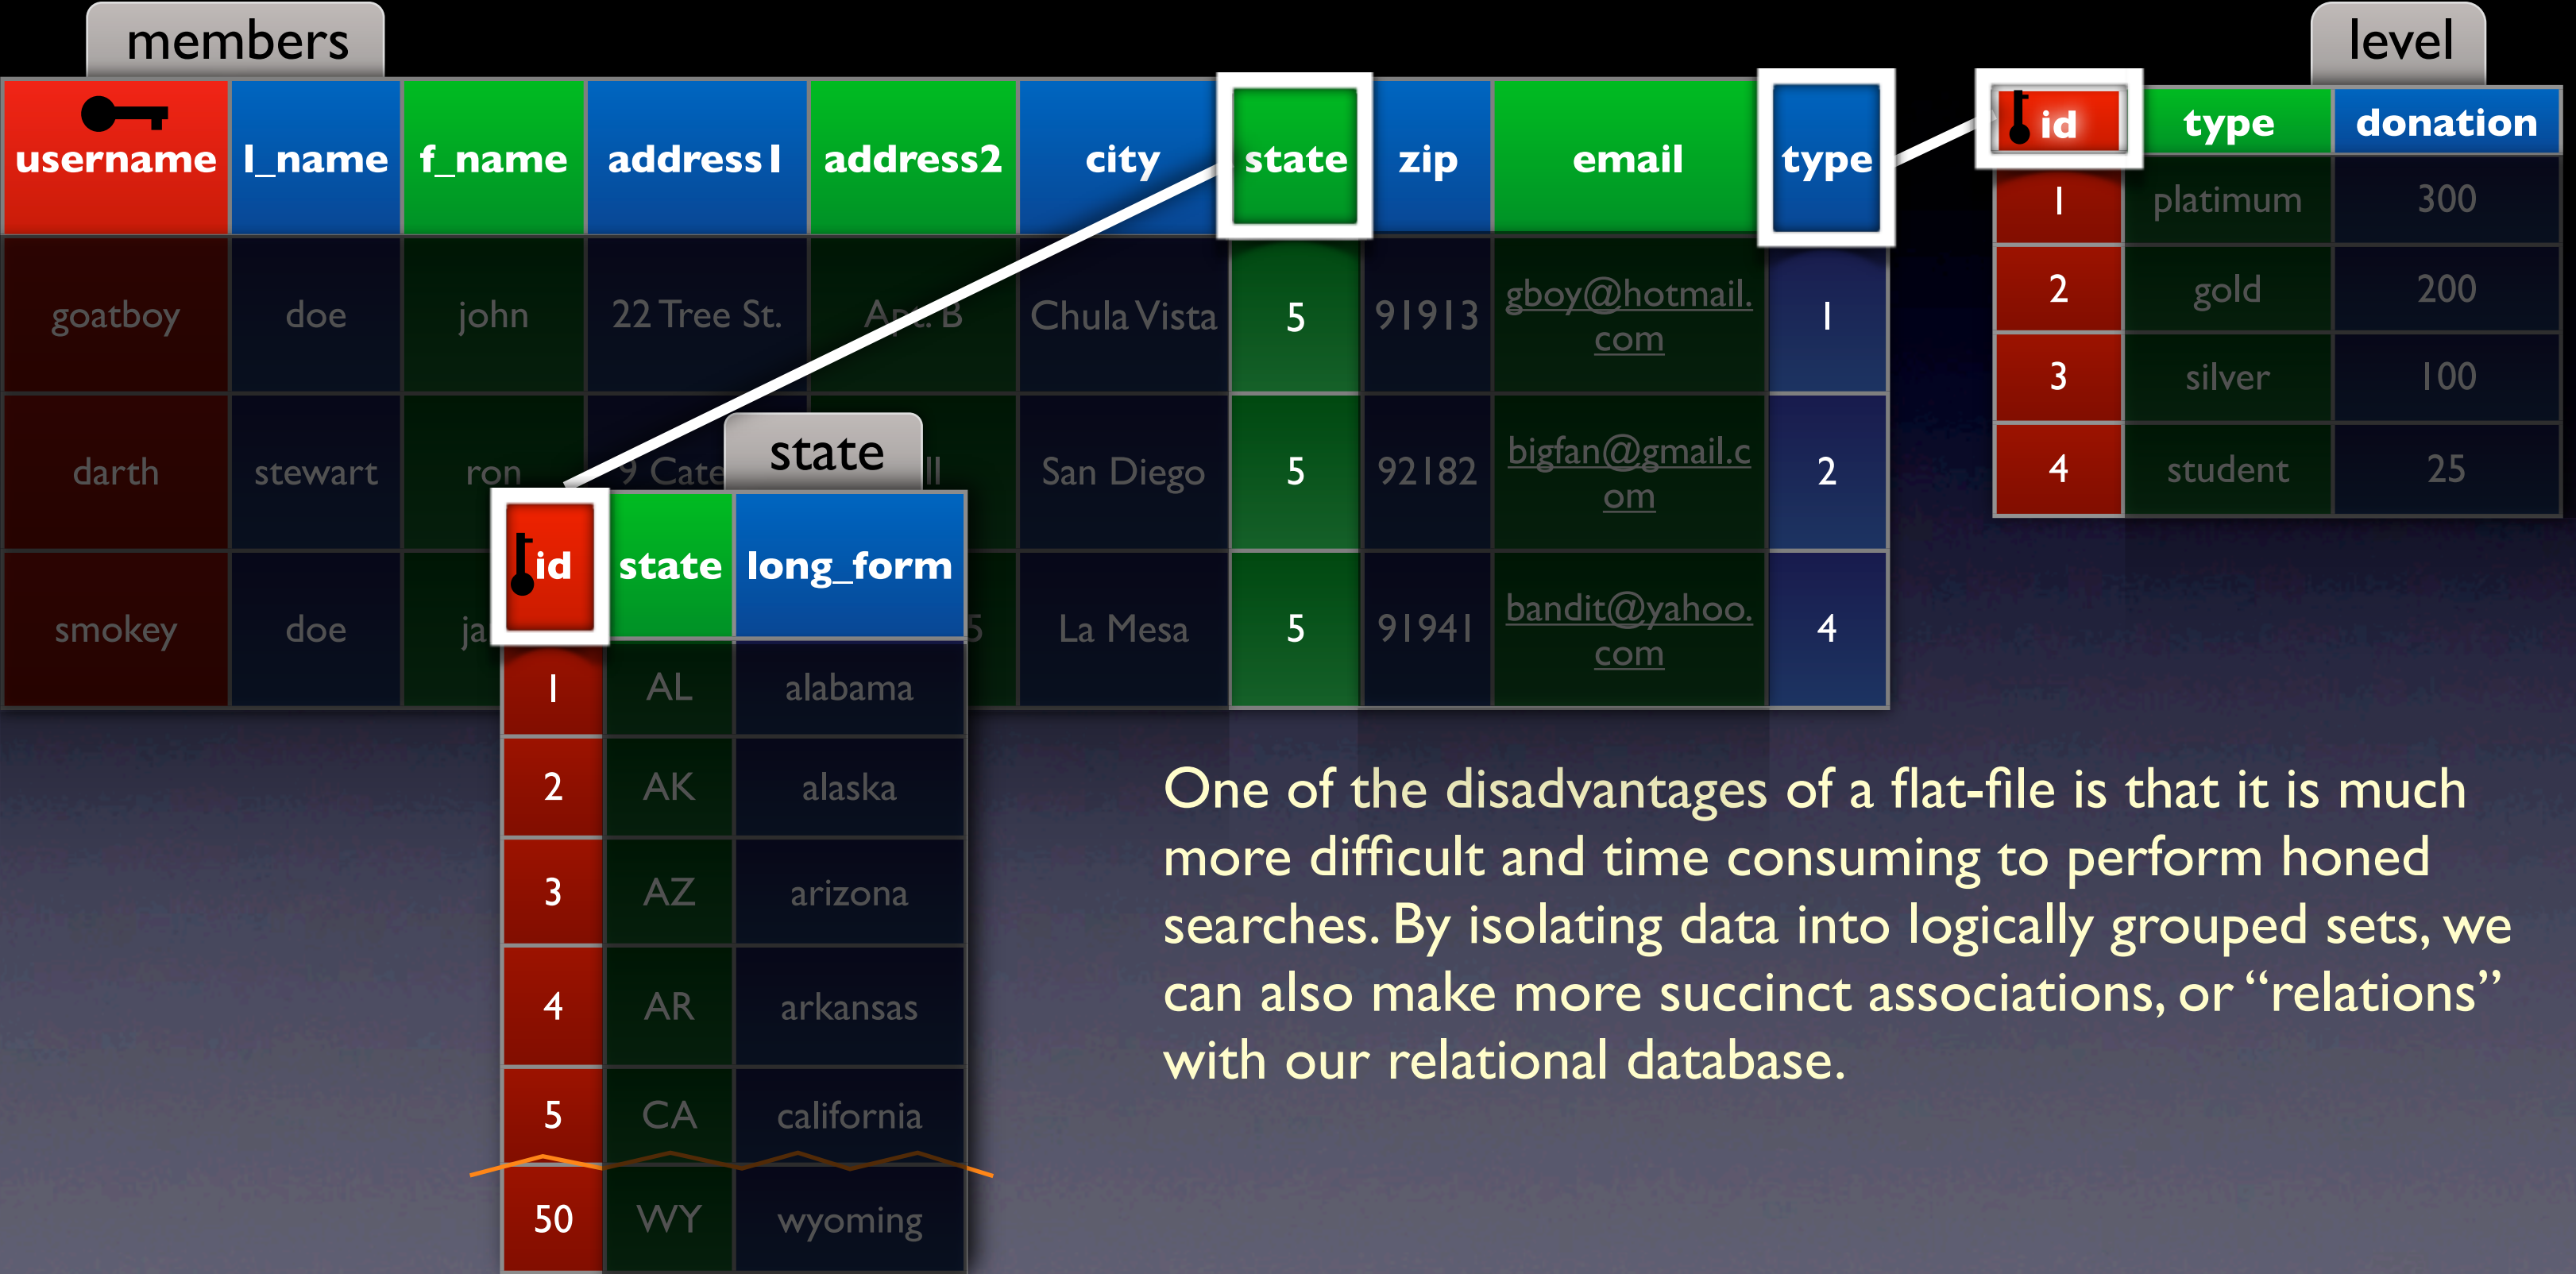 members
username l_name f_name address1 address2 city state zip email type
goatboy doe john 22 Tree St. Apt. B Chula Vista 5 91913 gboy@hotmail. 1
com
darth stewart ron 9 San Diego 5 92182 bigfan@gmail.c 2
om
smokey doe La Mesa 5 91941 bandit@yahoo. 4
com
level
id type donation
1 platimum 300
2 gold 200
3 silver 100
4 student 25
state
id state long_form
1 AL alabama
2 AK alaska
3 AZ arizona
4 AR arkansas
5 CA california
50 WY wyoming
One of the disadvantages of a flat-file is that it is much
more difficult and time consuming to perform honed
searches. By isolating data into logically grouped sets, we
can also make more succinct associations, or “relations”
with our relational database.